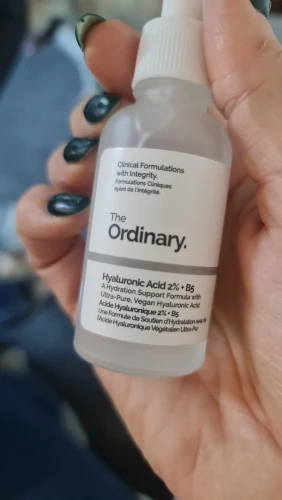 Clinical Formulations
with Integrity.
Formulations Cliniques
ayant de l'Intégrité.
The
Ordinary.
Hyaluronic Acid 2% + B5
A Hydration Support Formula with
Ultra-Pure, Vegan Hyaluronic Acid
Acide Hyaluronique 2% + B5
Une Formule de Soutien d'Hydratation avec de
l'Acide Hyaluronique Végétalien Ultra-Pur